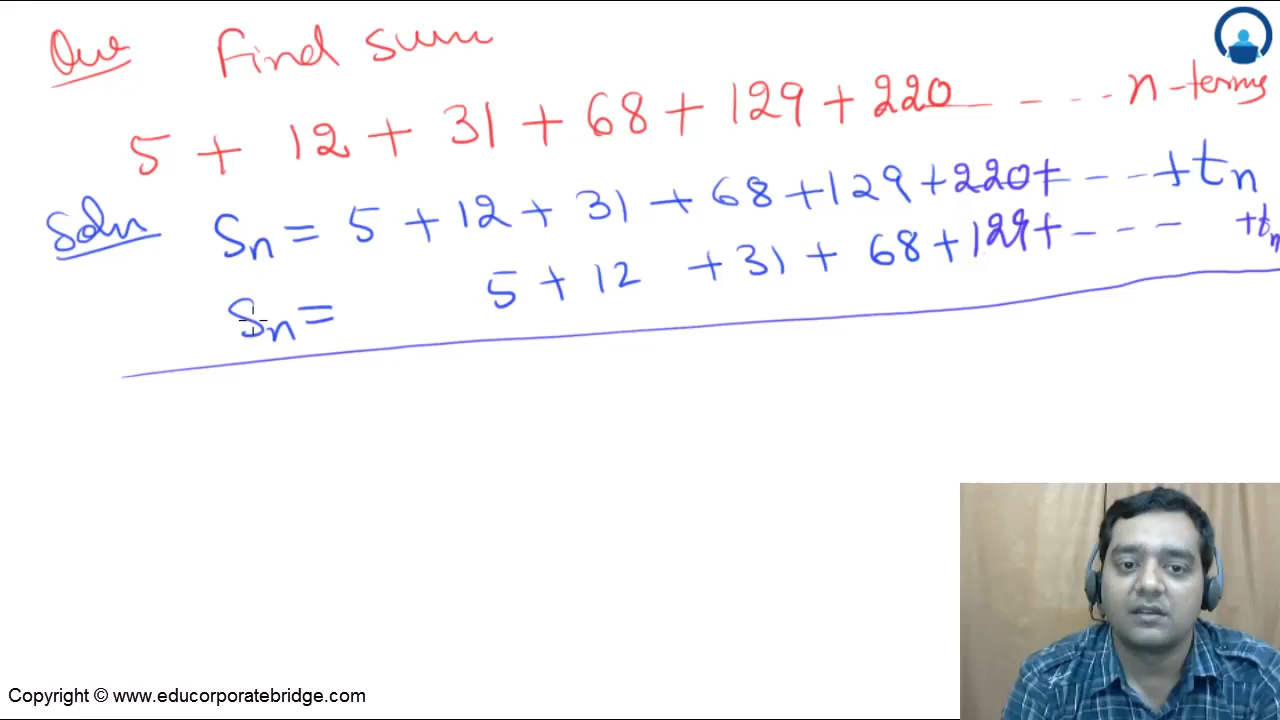 Que Find sum
5 + 12 + 31 + 68 + 129 + 220 - - - - n-terms
Soln Sn = 5 + 12 + 31 + 68 + 129 + 220 + - - - + tn
Sn = 5 + 12 + 31 + 68 + 129 + - - - + tn
Copyright © www.educorporatebridge.com